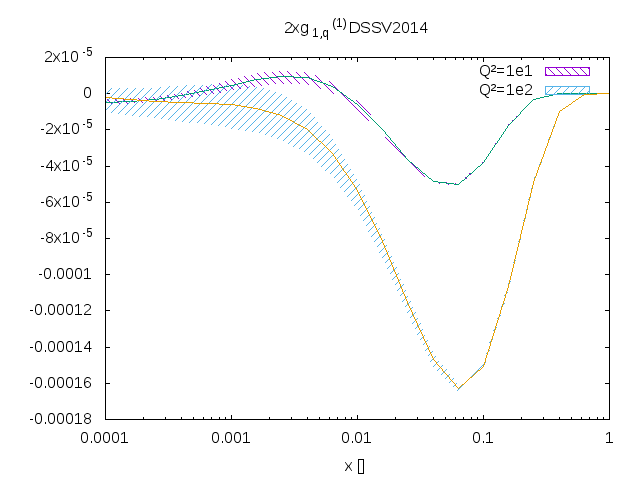 2xg1,q(1)DSSV2014
2x10-5
0
-2x10-5
-4x10-5
-6x10-5
-8x10-5
-0.0001
-0.00012
-0.00014
-0.00016
-0.00018
Q²=1e1
Q²=1e2
0.0001 0.001 0.01 0.1 1
x []